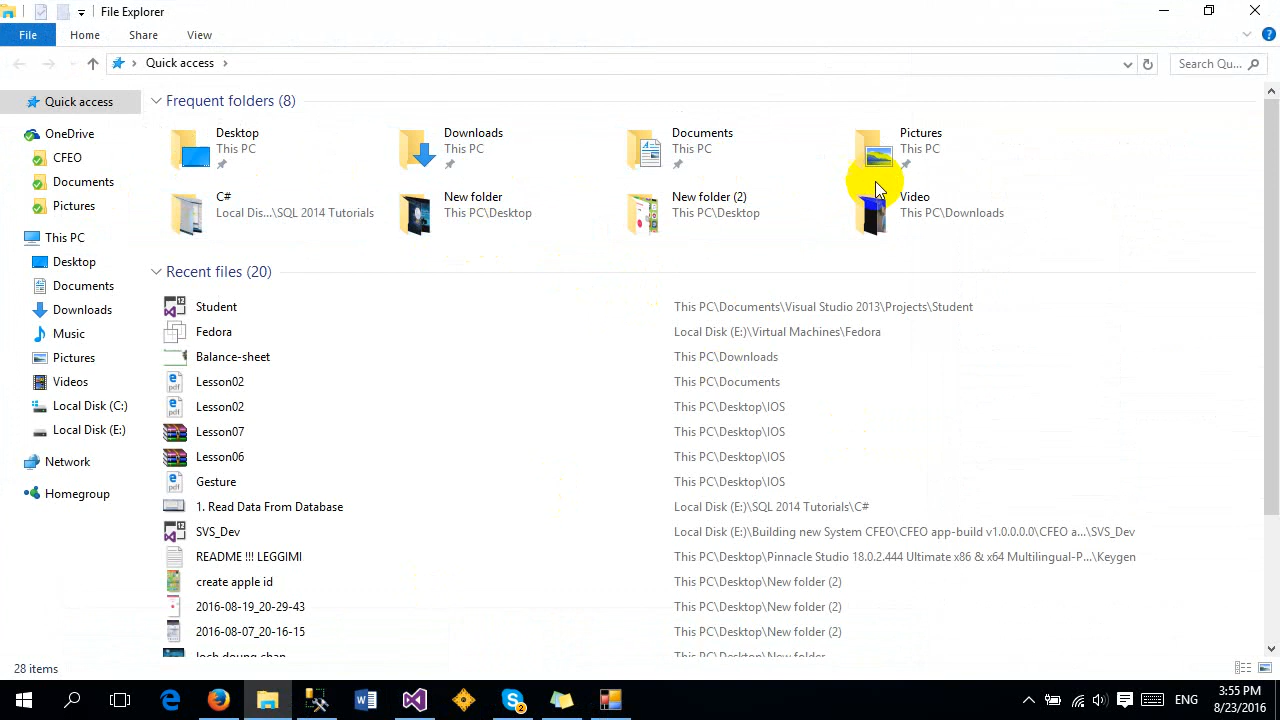 File Explorer
File Home Share View
Quick access
Search Qu...
Quick access
OneDrive
CFEO
Documents
Pictures
This PC
Desktop
Documents
Downloads
Music
Pictures
Videos
Local Disk (C:)
Local Disk (E:)
Network
Homegroup
Frequent folders (8)
Desktop
This PC
Downloads
This PC
Documents
This PC
Pictures
This PC
C#
Local Dis...\SQL 2014 Tutorials
New folder
This PC\Desktop
New folder (2)
This PC\Desktop
Video
This PC\Downloads
Recent files (20)
Student This PC\Documents\Visual Studio 2013\Projects\Student
Fedora Local Disk (E:)\Virtual Machines\Fedora
Balance-sheet This PC\Downloads
Lesson02 This PC\Documents
Lesson02 This PC\Desktop\IOS
Lesson07 This PC\Desktop\IOS
Lesson06 This PC\Desktop\IOS
Gesture This PC\Desktop\IOS
1. Read Data From Database Local Disk (E:)\SQL 2014 Tutorials\C#
SVS_Dev Local Disk (E:)\Building new System CFEO\CFEO app-build v1.0.0.0\CFEO a...\SVS_Dev
README !!! LEGGIMI This PC\Desktop\Pinnacle Studio 18.0.2.444 Ultimate x86 & x64 Multilingual-P...\Keygen
create apple id This PC\Desktop\New folder (2)
2016-08-19_20-29-43 This PC\Desktop\New folder (2)
2016-08-07_20-16-15 This PC\Desktop\New folder (2)
28 items
ENG
3:55 PM
8/23/2016